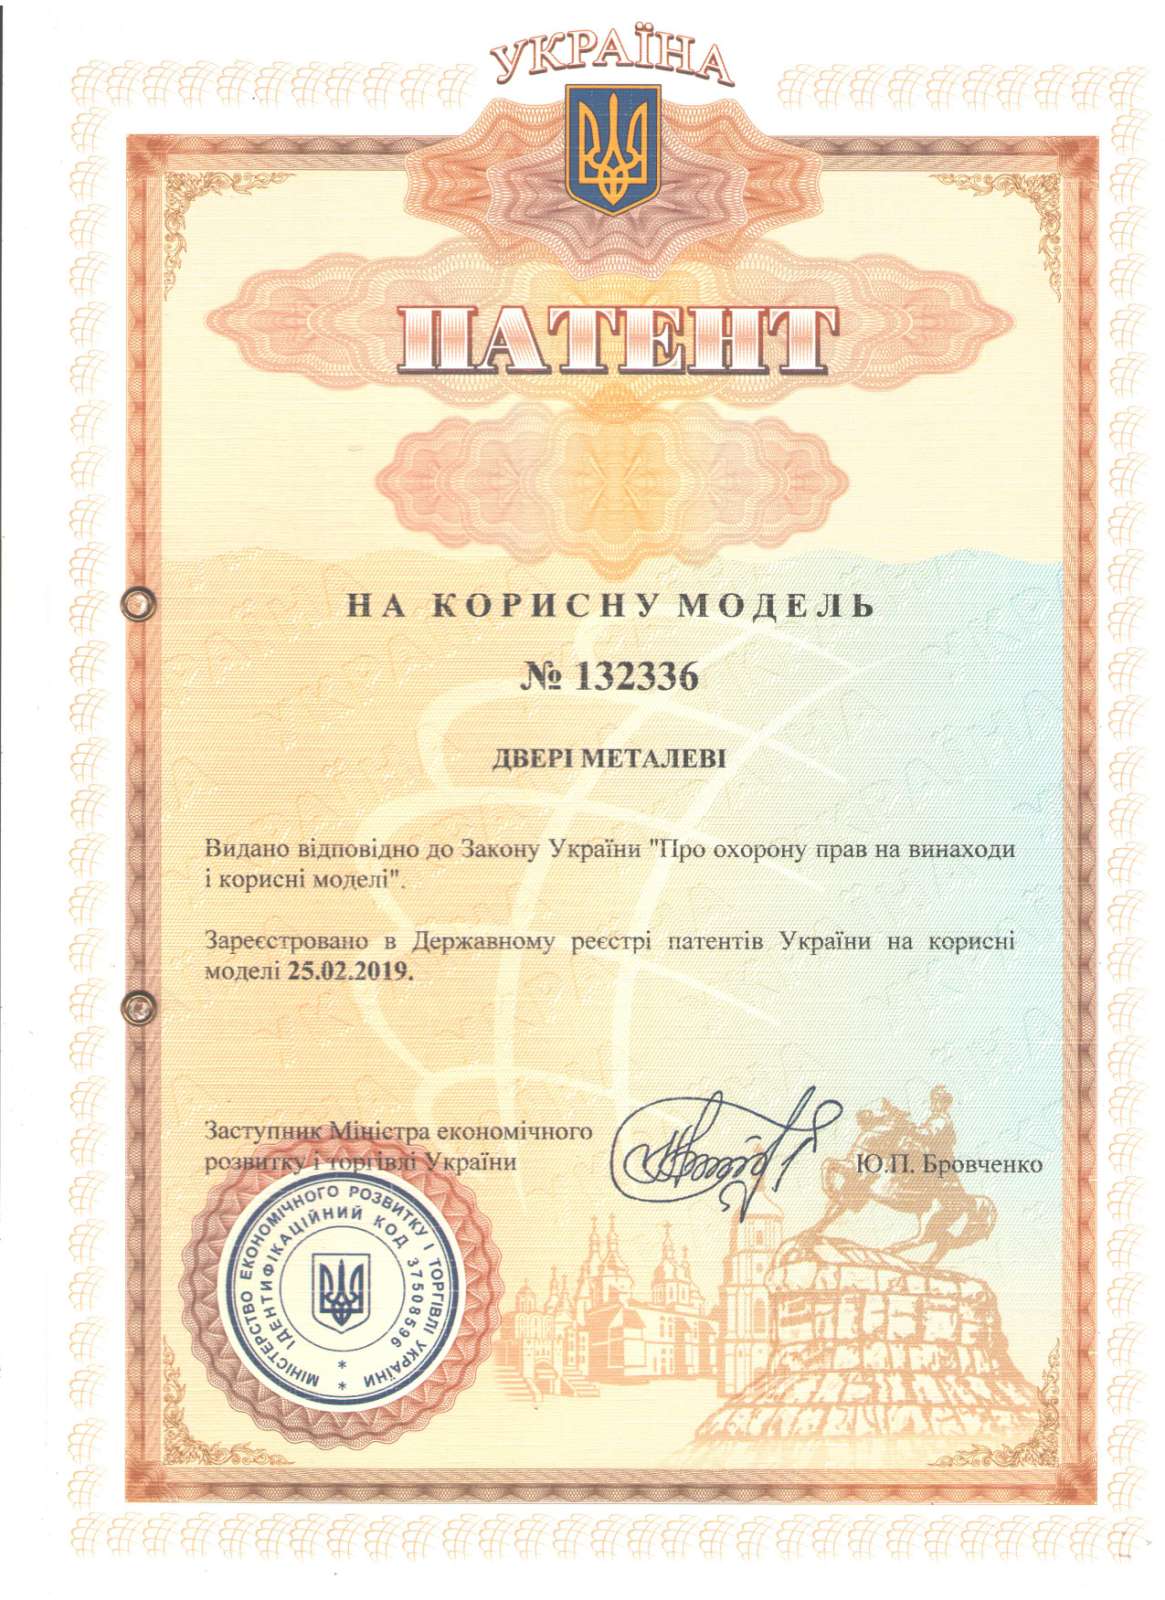 УКРАЇНА
ПАТЕНТ
НА КОРИСНУ МОДЕЛЬ
№ 132336
ДВЕРІ МЕТАЛЕВІ
Видано відповідно до Закону України "Про охорону прав на винаходи
і корисні моделі".
Зареєстровано в Державному реєстрі патентів України на корисні
моделі 25.02.2019.
Заступник Міністра економічного
розвитку і торгівлі України
Ю.П. Бровченко
МІНІСТЕРСТВО ЕКОНОМІЧНОГО РОЗВИТКУ І ТОРГІВЛІ УКРАЇНИ *
ІДЕНТИФІКАЦІЙНИЙ КОД 37508596 *